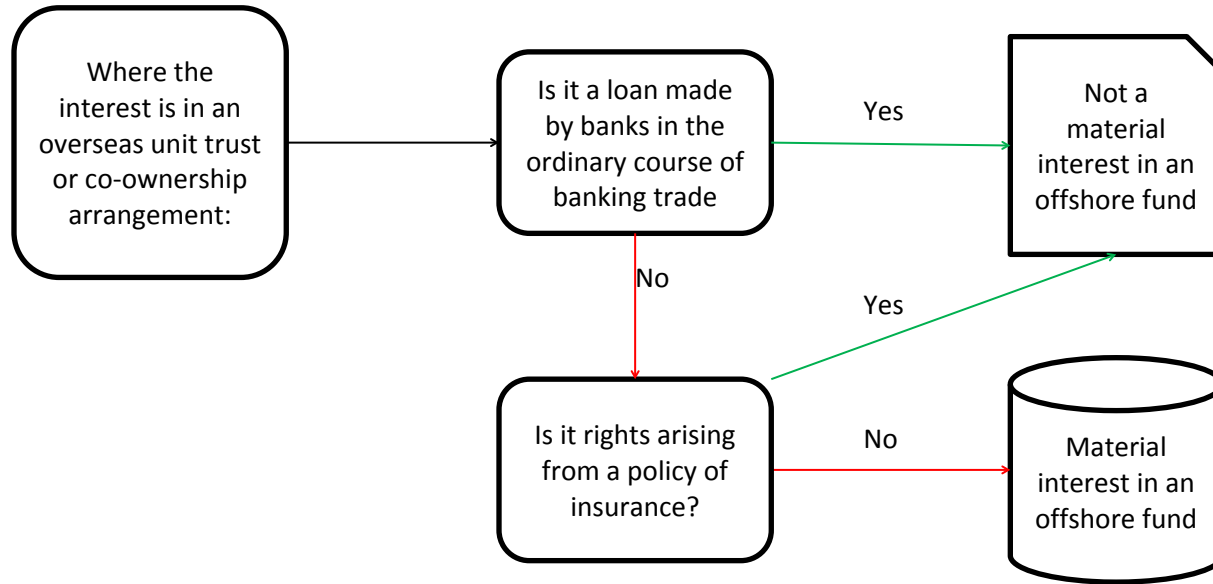 Where the
interest is in an
overseas unit trust
or co-ownership
arrangement:
Is it a loan made
by banks in the
ordinary course of
banking trade
Yes
Not a
material
interest in an
offshore fund
No
Yes
Is it rights arising
from a policy of
insurance?
No
Material
interest in an
offshore fund